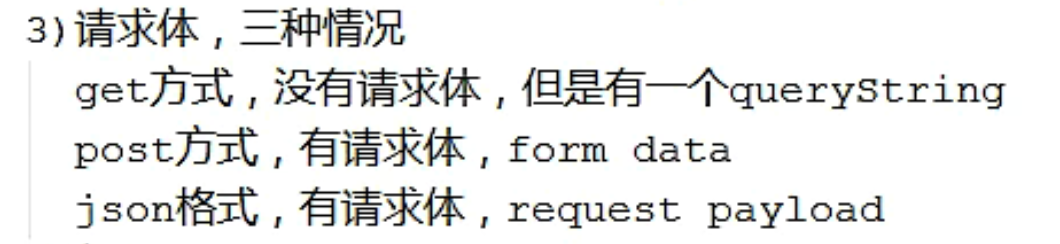 3)请求体，三种情况
get方式，没有请求体，但是有一个queryString
post方式，有请求体，form data
json格式，有请求体，request payload